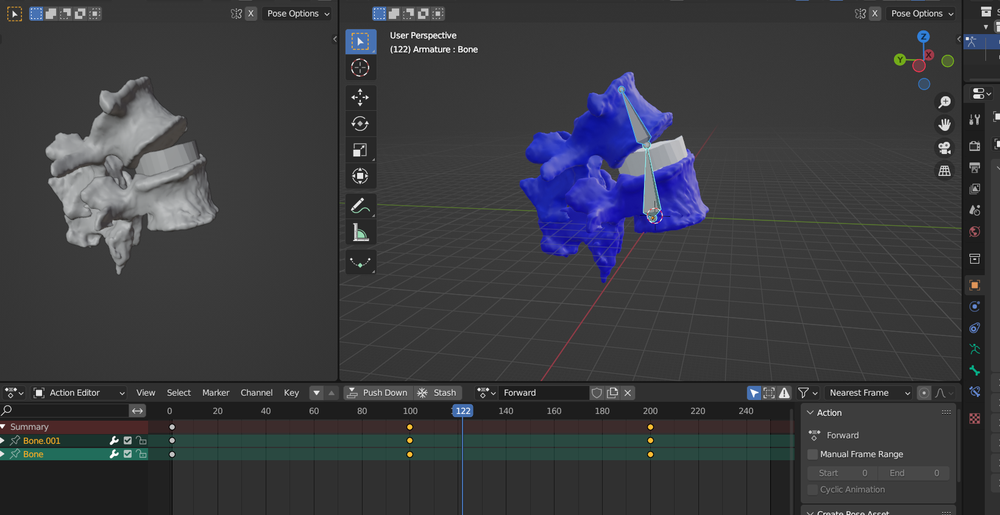 X Pose Options
X Pose Options
User Perspective
(122) Armature : Bone
Z
X
Y
Action Editor View Select Marker Channel Key Push Down Stash Forward Nearest Frame
0 20 40 60 80 100 122 140 160 180 200 220 240
Summary
Bone.001
Bone
Action
Forward
Manual Frame Range
Start 0 End 0
Cyclic Animation
Create Pose Asset